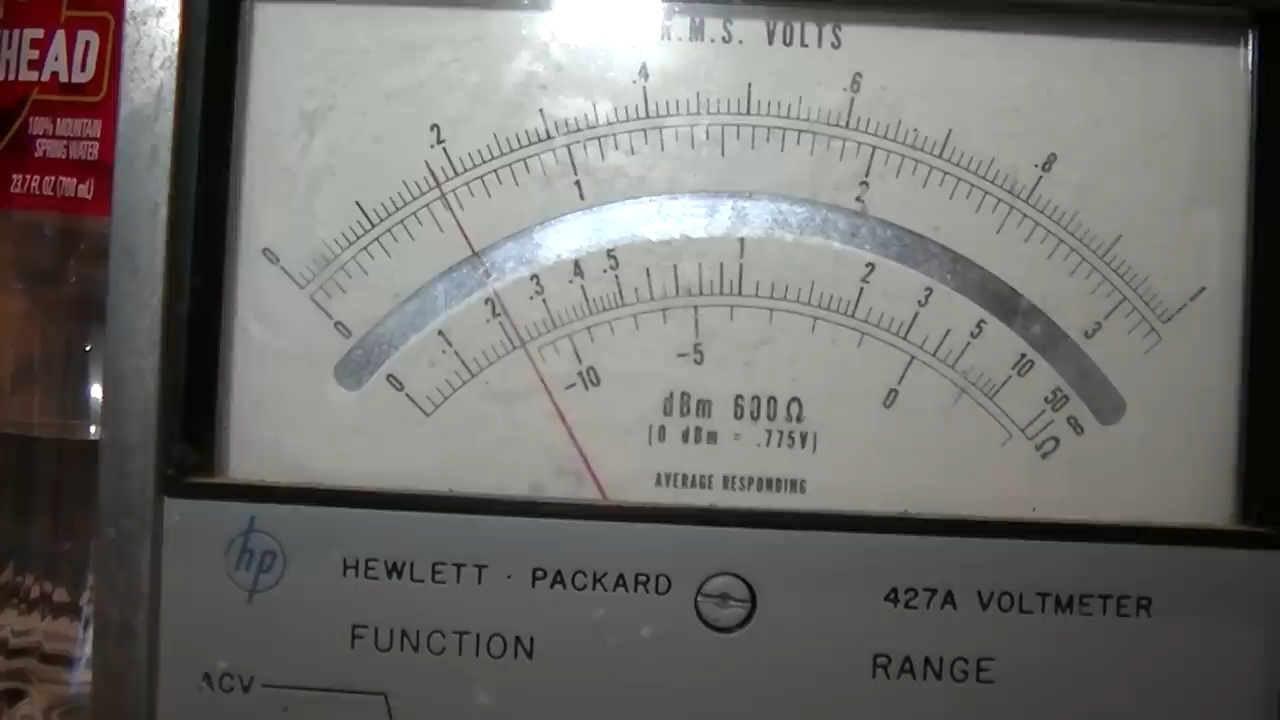 HEAD
100% MOUNTAIN
SPRING WATER
23.7 FL OZ (700 mL)
R.M.S. VOLTS
0 .2 .4 .6 .8 1
0 1 2 3
0 .1 .2 .3 .4 .5 1 2 3 5 10 50 ∞ Ω
-10 -5 0
dBm 600Ω
(0 dBm = .775V)
AVERAGE RESPONDING
hp HEWLETT · PACKARD
427A VOLTMETER
FUNCTION
RANGE
ACV